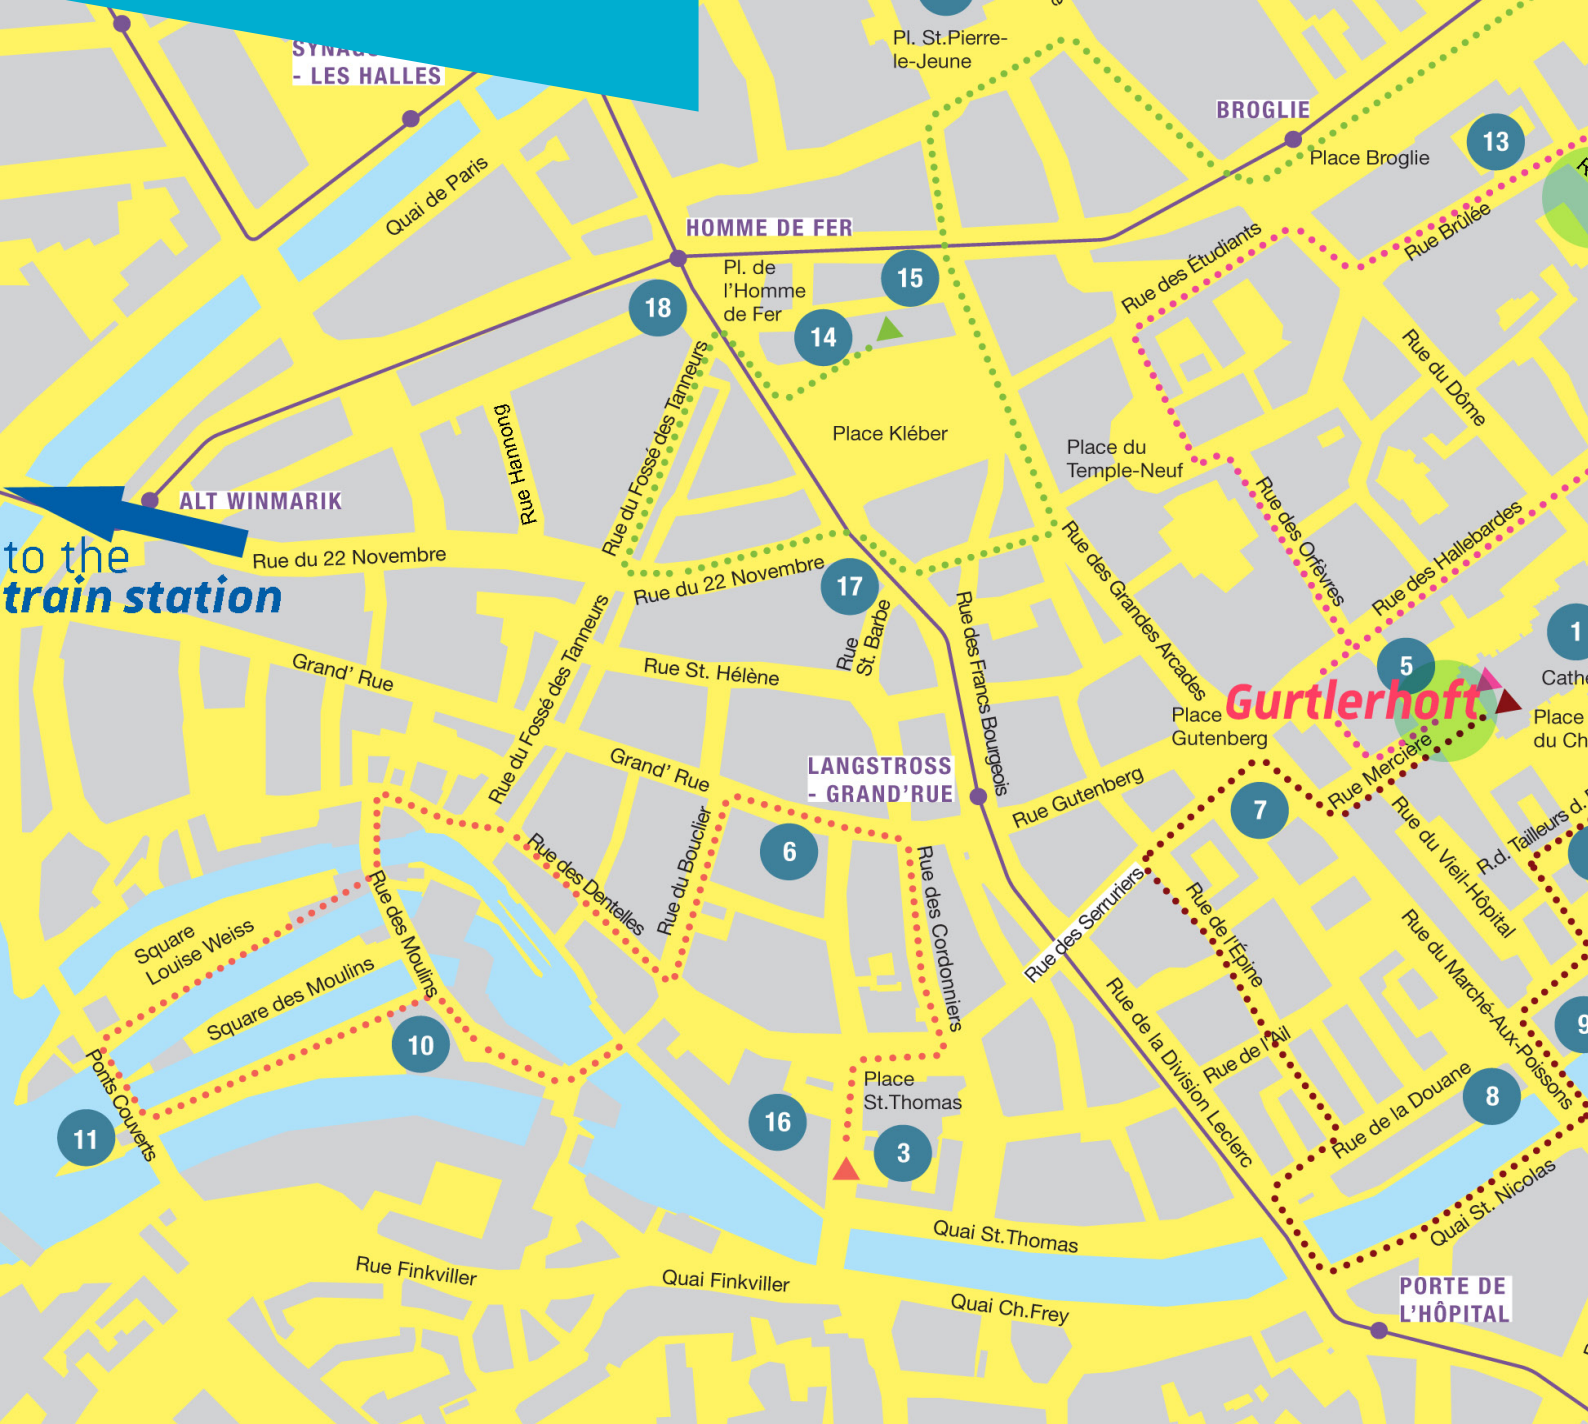 - LES HALLES
Pl. St.Pierre-
le-Jeune
BROGLIE
Place Broglie
13
Quai de Paris
HOMME DE FER
Rue Brûlée
Rue des Étudiants
Pl. de
l'Homme
de Fer
15
18
14
Rue du Dôme
Rue du Fossé des Tanneurs
Rue Hannong
Place Kléber
Place du
Temple-Neuf
ALT WINMARIK
to the
train station
Rue du 22 Novembre
Rue du 22 Novembre
17
Rue des Orfèvres
Rue des Hallebardes
Rue des Grandes Arcades
Rue
St. Barbe
Rue des Francs Bourgeois
Rue du Fossé des Tanneurs
Grand' Rue
Rue St. Hélène
1
5
Gurtlerhoft
Place
Gutenberg
Place
du Ch
Rue Mercière
Grand' Rue
LANGSTROSS
- GRAND'RUE
Rue Gutenberg
7
Rue du Vieil-Hôpital
R.d. Tailleurs d.
6
Rue du Bouclier
Rue des Dentelles
Rue des Cordonniers
Rue des Serruriers
Rue de l'Épine
Rue des Moulins
Square
Louise Weiss
Square des Moulins
Rue du Marché-Aux-Poissons
Rue de la Division Leclerc
Rue de l'Ail
9
10
Ponts Couverts
11
Place
St.Thomas
16
3
8
Rue de la Douane
Quai St. Nicolas
Quai St.Thomas
Rue Finkviller
Quai Finkviller
Quai Ch.Frey
PORTE DE
L'HÔPITAL